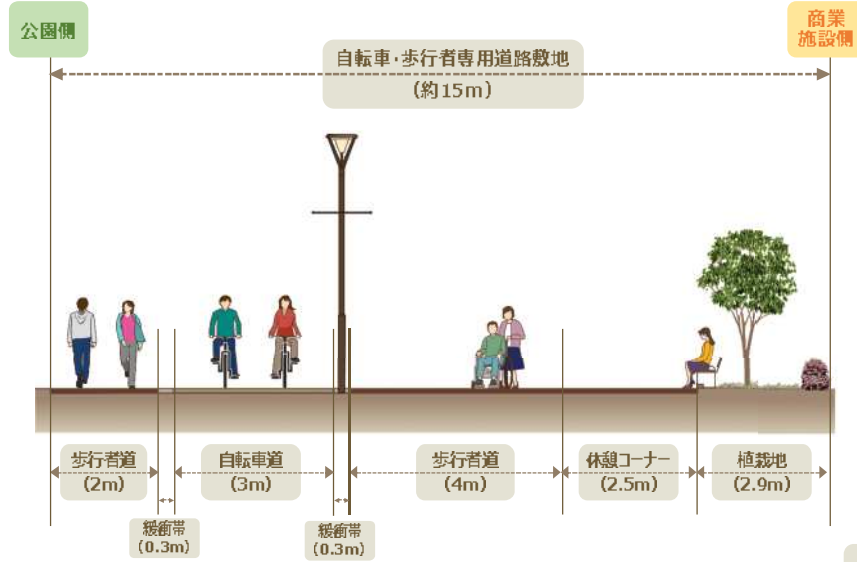 公園側
商業
施設側
自転車・歩行者専用道路敷地
(約15m)
歩行者道
(2m)
自転車道
(3m)
歩行者道
(4m)
休憩コーナー
(2.5m)
植栽地
(2.9m)
緩衝帯
(0.3m)
緩衝帯
(0.3m)